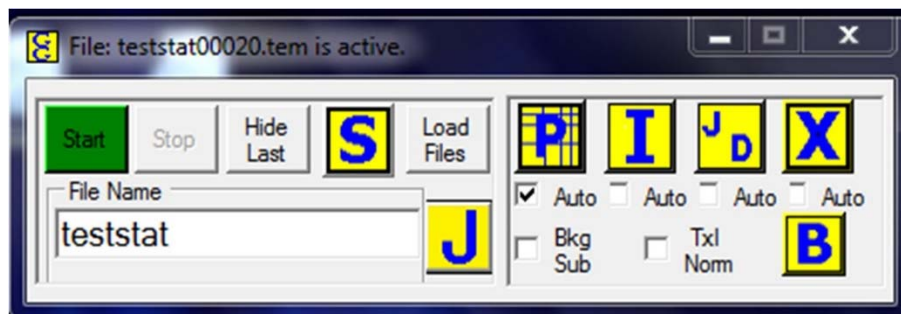 File: teststat00020.tem is active.
Start Stop Hide Last S Load Files
P I J D X
File Name
Auto Auto Auto Auto
teststat
J
Bkg Sub Txl Norm B